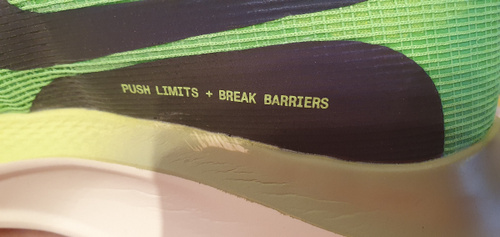 PUSH LIMITS + BREAK BARRIERS